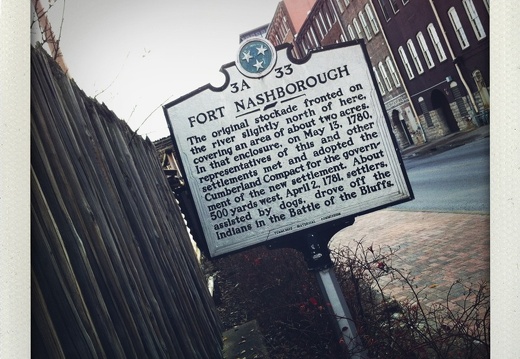 3A 33
FORT NASHBOROUGH
The original stockade fronted on
the river slightly north of here,
covering an area of about two acres.
In that enclosure, on May 13, 1780,
representatives of this and other
settlements met and adopted the
Cumberland Compact for the govern-
ment of the new settlement. About
500 yards west, April 2, 1781, settlers,
assisted by dogs, drove off the
Indians in the Battle of the Bluffs.
TENNESSEE HISTORICAL COMMISSION